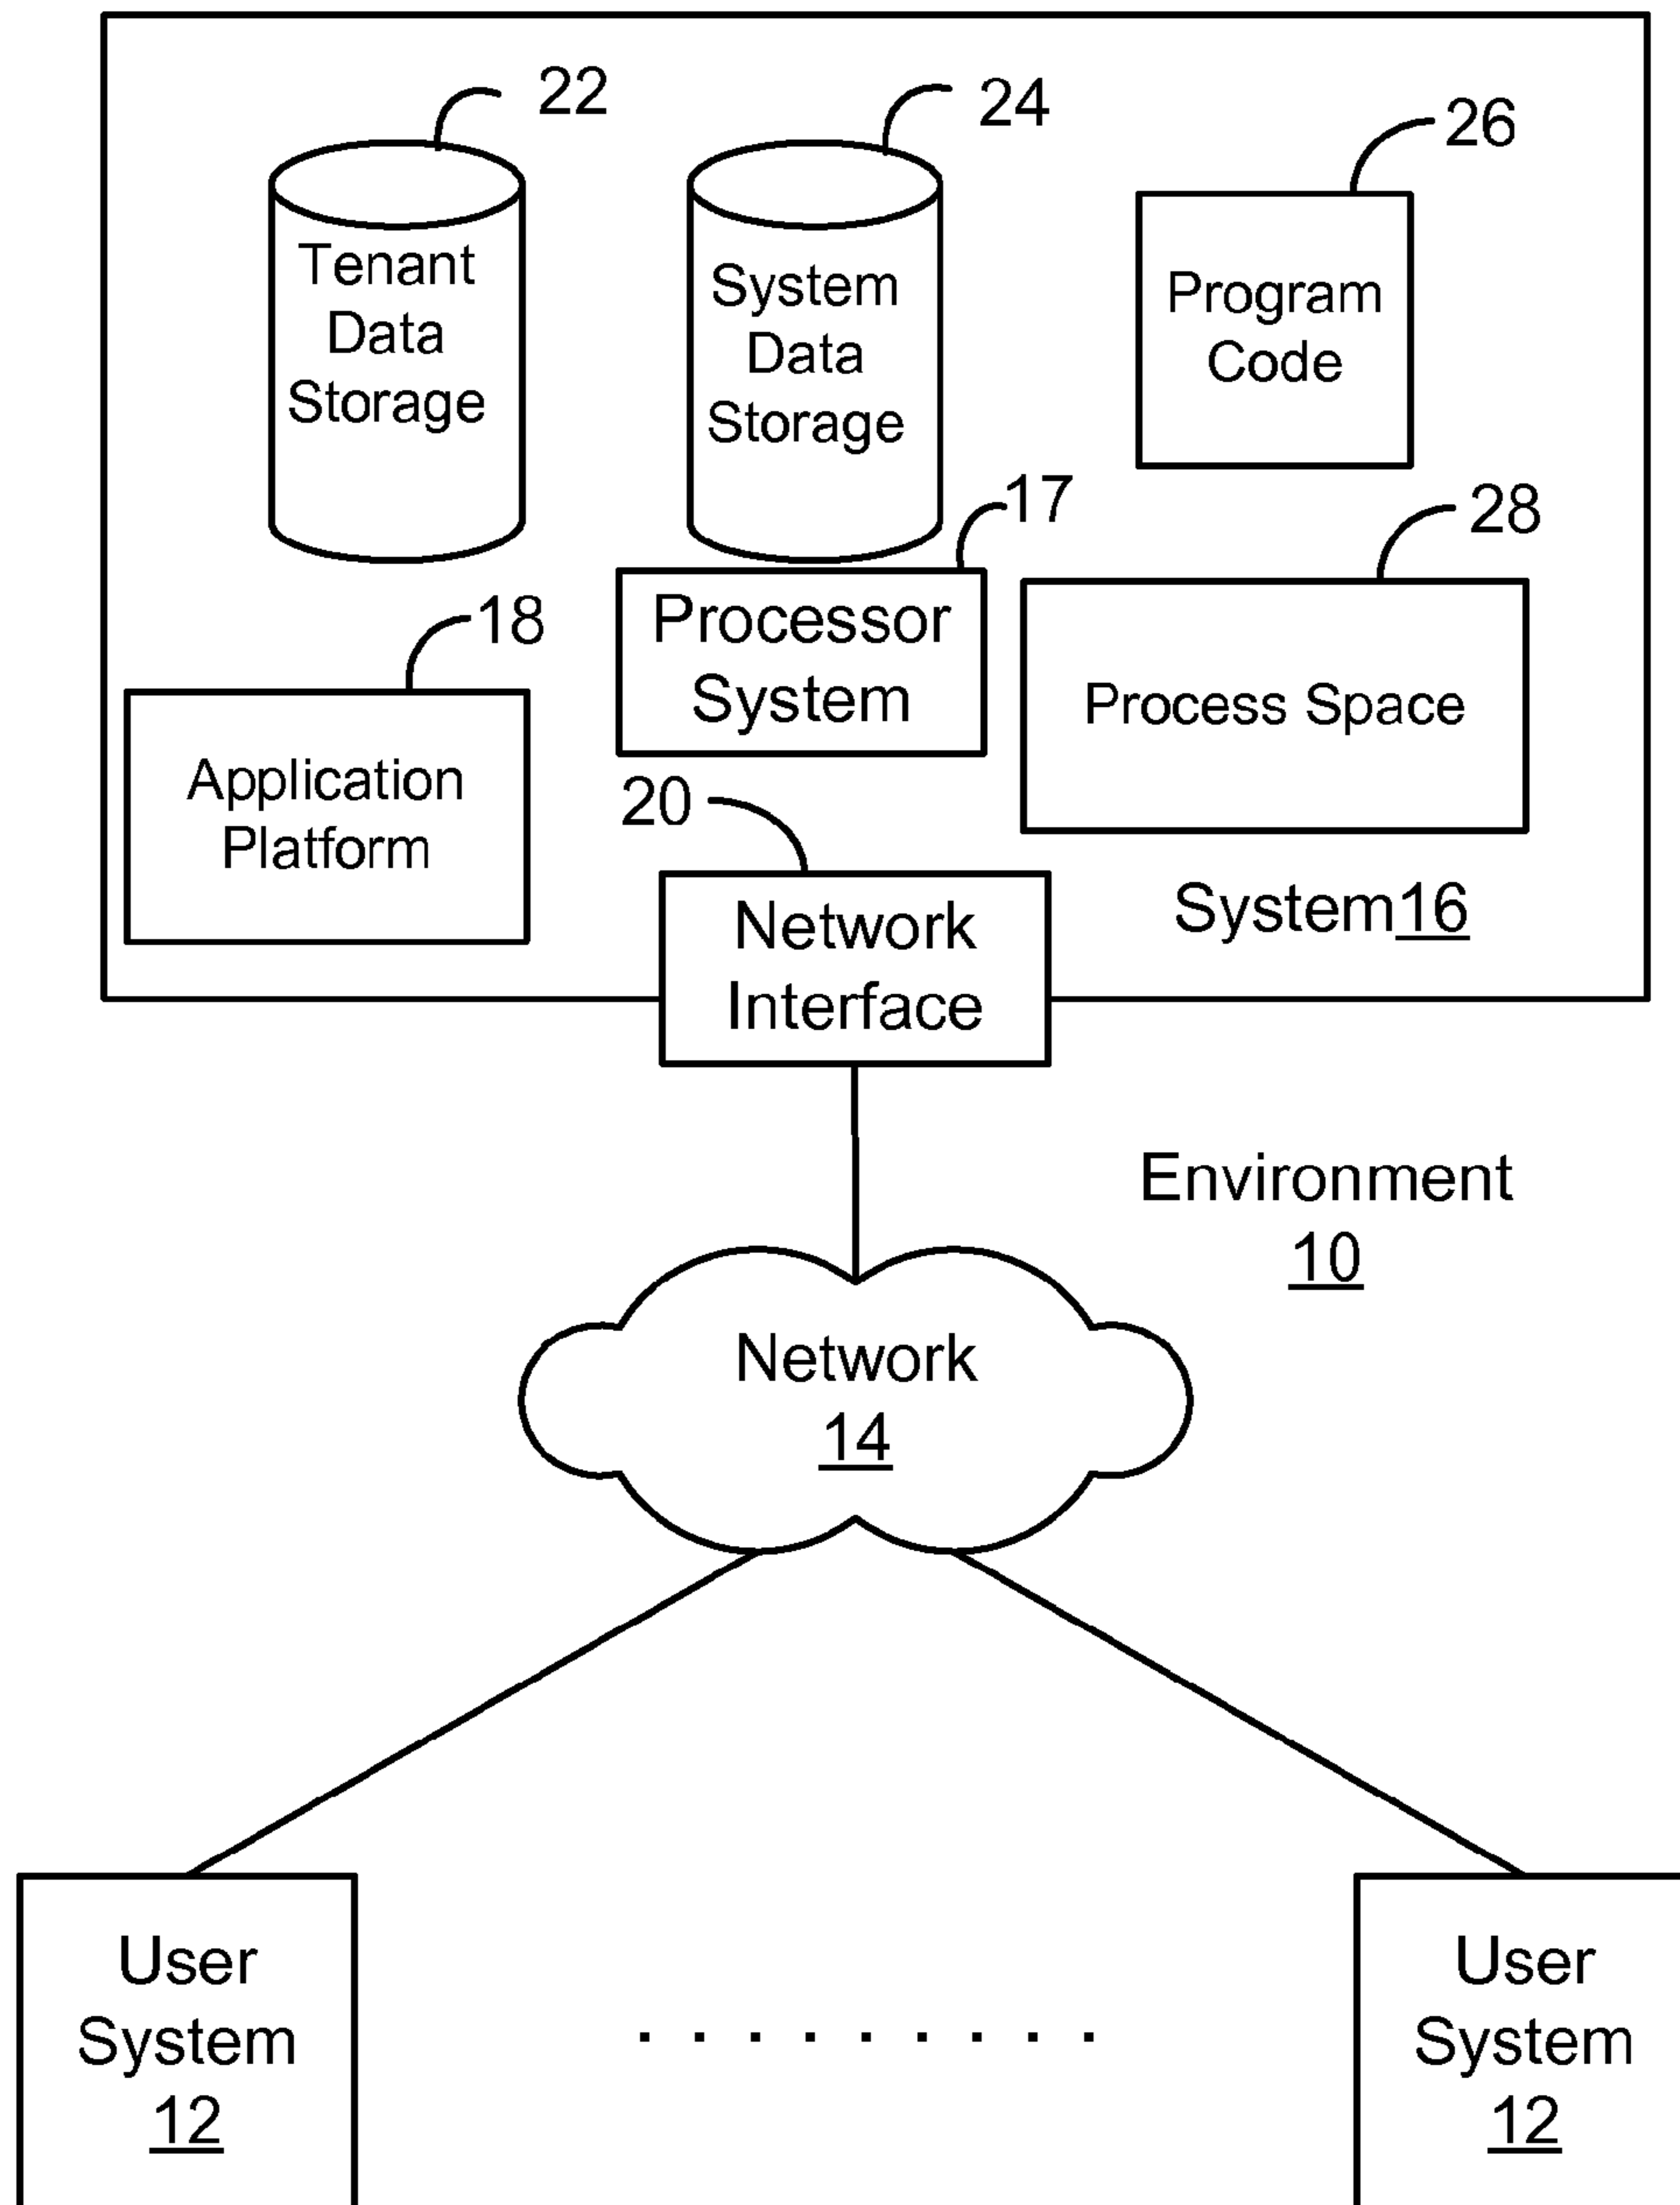 22
24
26
Tenant
Data
Storage
System
Data
Storage
Program
Code
17
28
18
Processor
System
Process Space
Application
Platform
20
Network
Interface
System16
Environment
10
Network
14
User
System
12
. . . . . . . . .
User
System
12